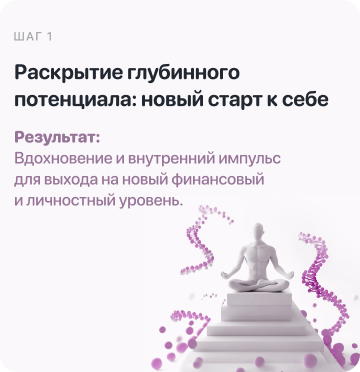 ШАГ 1
Раскрытие глубинного
потенциала: новый старт к себе
Результат:
Вдохновение и внутренний импульс
для выхода на новый финансовый
и личностный уровень.